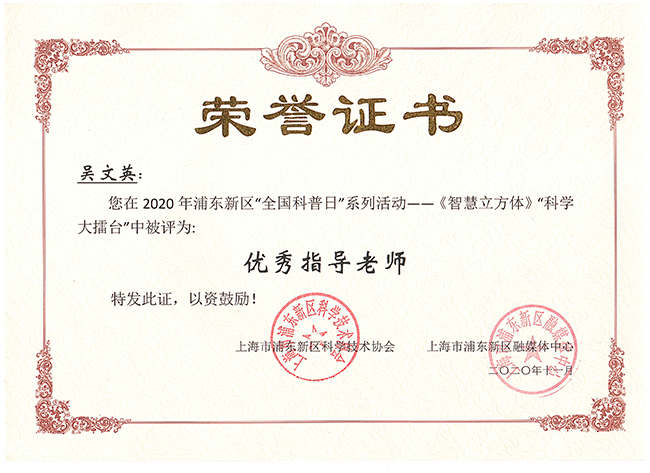 荣誉证书
吴文英：
您在 2020 年浦东新区“全国科普日”系列活动——《智慧立方体》“科学
大擂台”中被评为:
优秀指导老师
特发此证，以资鼓励！
上海市浦东新区科学技术协会 上海市浦东新区融媒体中心
二〇二〇年十一月
上海市浦东新区科学技术协会
上海市浦东新区融媒体中心